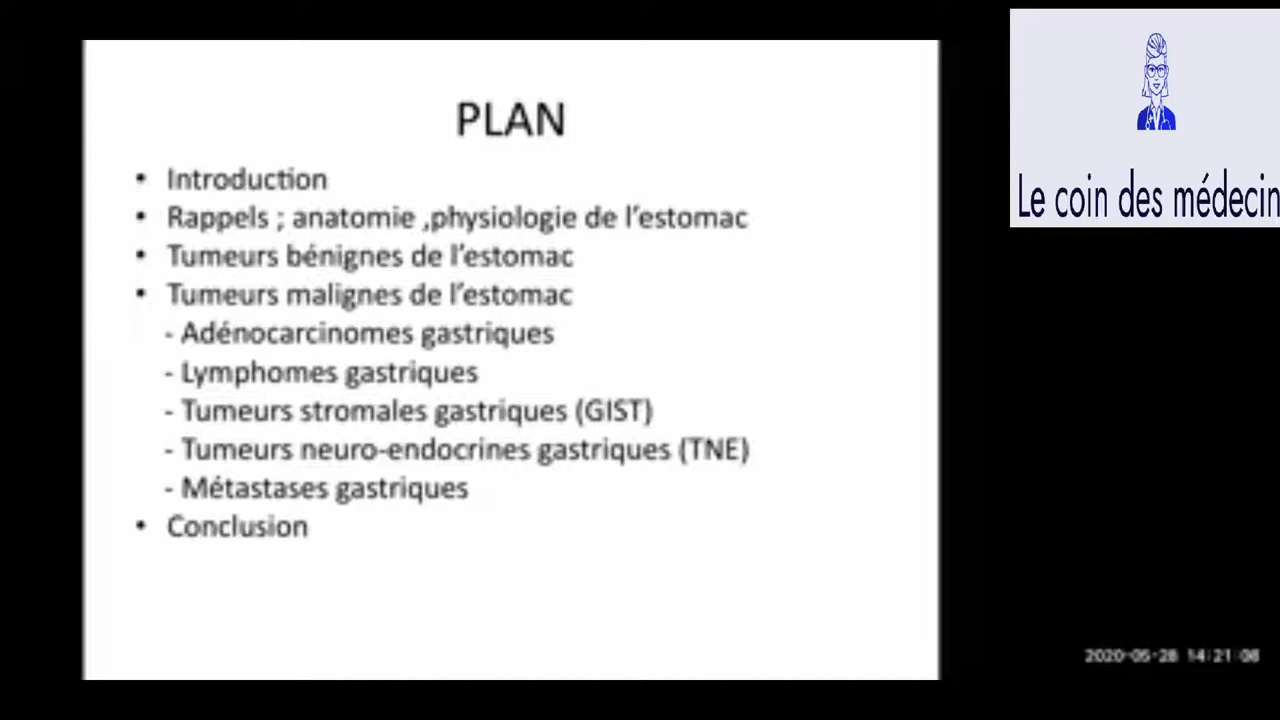 PLAN
• Introduction
• Rappels ; anatomie ,physiologie de l'estomac
• Tumeurs bénignes de l'estomac
• Tumeurs malignes de l'estomac
- Adénocarcinomes gastriques
- Lymphomes gastriques
- Tumeurs stromales gastriques (GIST)
- Tumeurs neuro-endocrines gastriques (TNE)
- Métastases gastriques
• Conclusion
Le coin des médecin
2020-05-28 14:21:08